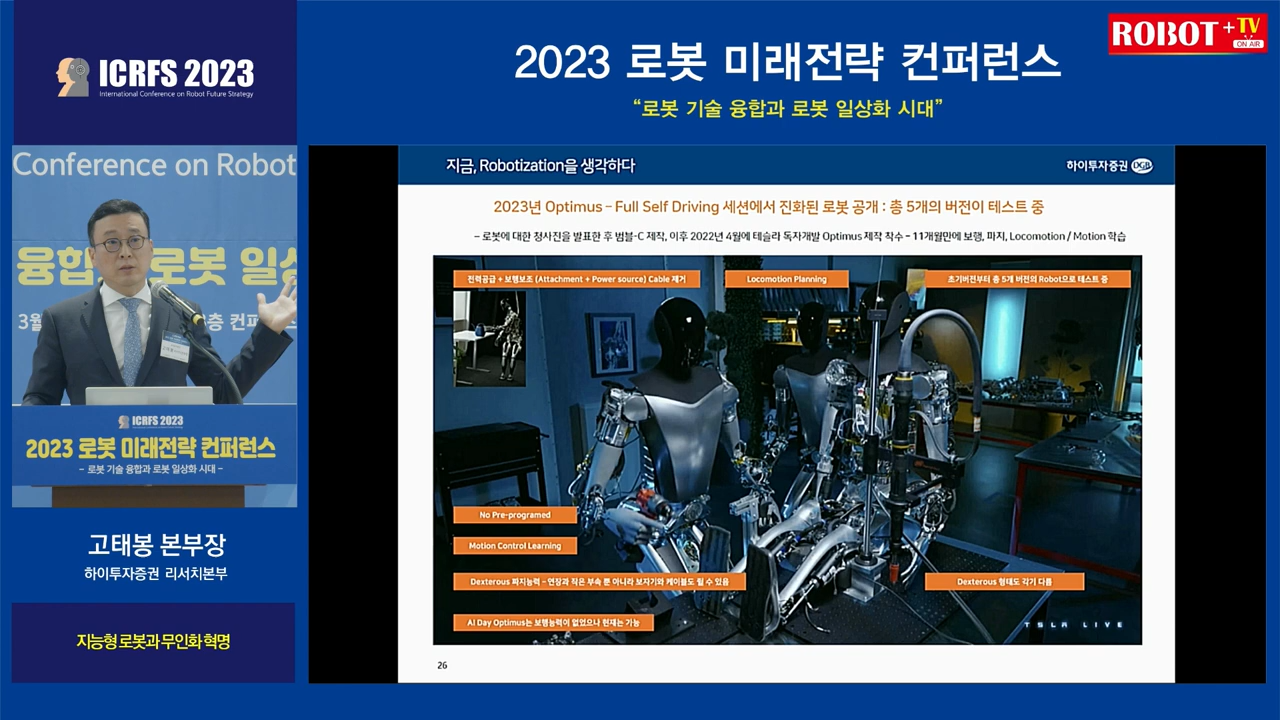 ICRFS 2023
International Conference on Robot Future Strategy
2023 로봇 미래전략 컨퍼런스
“로봇 기술 융합과 로봇 일상화 시대”
ROBOT+TV
ON AIR
Conference on Robot
융합 로봇 일상
3월 층 컨퍼
ICRFS 2023
2023 로봇 미래전략 컨퍼런스
- 로봇 기술 융합과 로봇 일상화 시대 -
고태봉 본부장
하이투자증권 리서치본부
지능형 로봇과 무인화 혁명
지금, Robotization을 생각하다
하이투자증권 DGB
2023년 Optimus – Full Self Driving 세션에서 진화된 로봇 공개 : 총 5개의 버전이 테스트 중
– 로봇에 대한 청사진을 발표한 후 범블-C 제작, 이후 2022년 4월에 테슬라 독자개발 Optimus 제작 착수 – 11개월만에 보행, 파지, Locomotion / Motion 학습
전력공급 + 보행보조 (Attachment + Power source) Cable 제거
Locomotion Planning
초기버전부터 총 5개 버전의 Robot으로 테스트 중
No Pre-programed
Motion Control Learning
Dexterous 파지능력 – 연장과 작은 부속 뿐 아니라 보자기와 케이블도 쥘 수 있음
Dexterous 형태도 각기 다름
AI Day Optimus는 보행능력이 없었으나 현재는 가능
TSLA LIVE
26